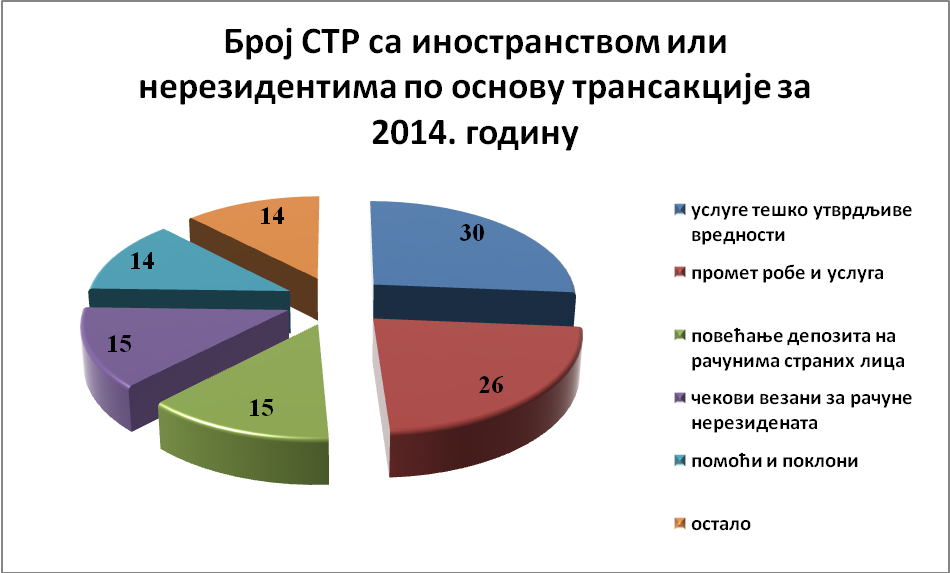 Број СТР са иностранством или
нерезидентима по основу трансакције за
2014. годину
30
26
15
15
14
14
услуге тешко утврдљиве
вредности
промет робе и услуга
повећање депозита на
рачунима страних лица
чекови везани за рачуне
нерезидената
помоћи и поклони
остало